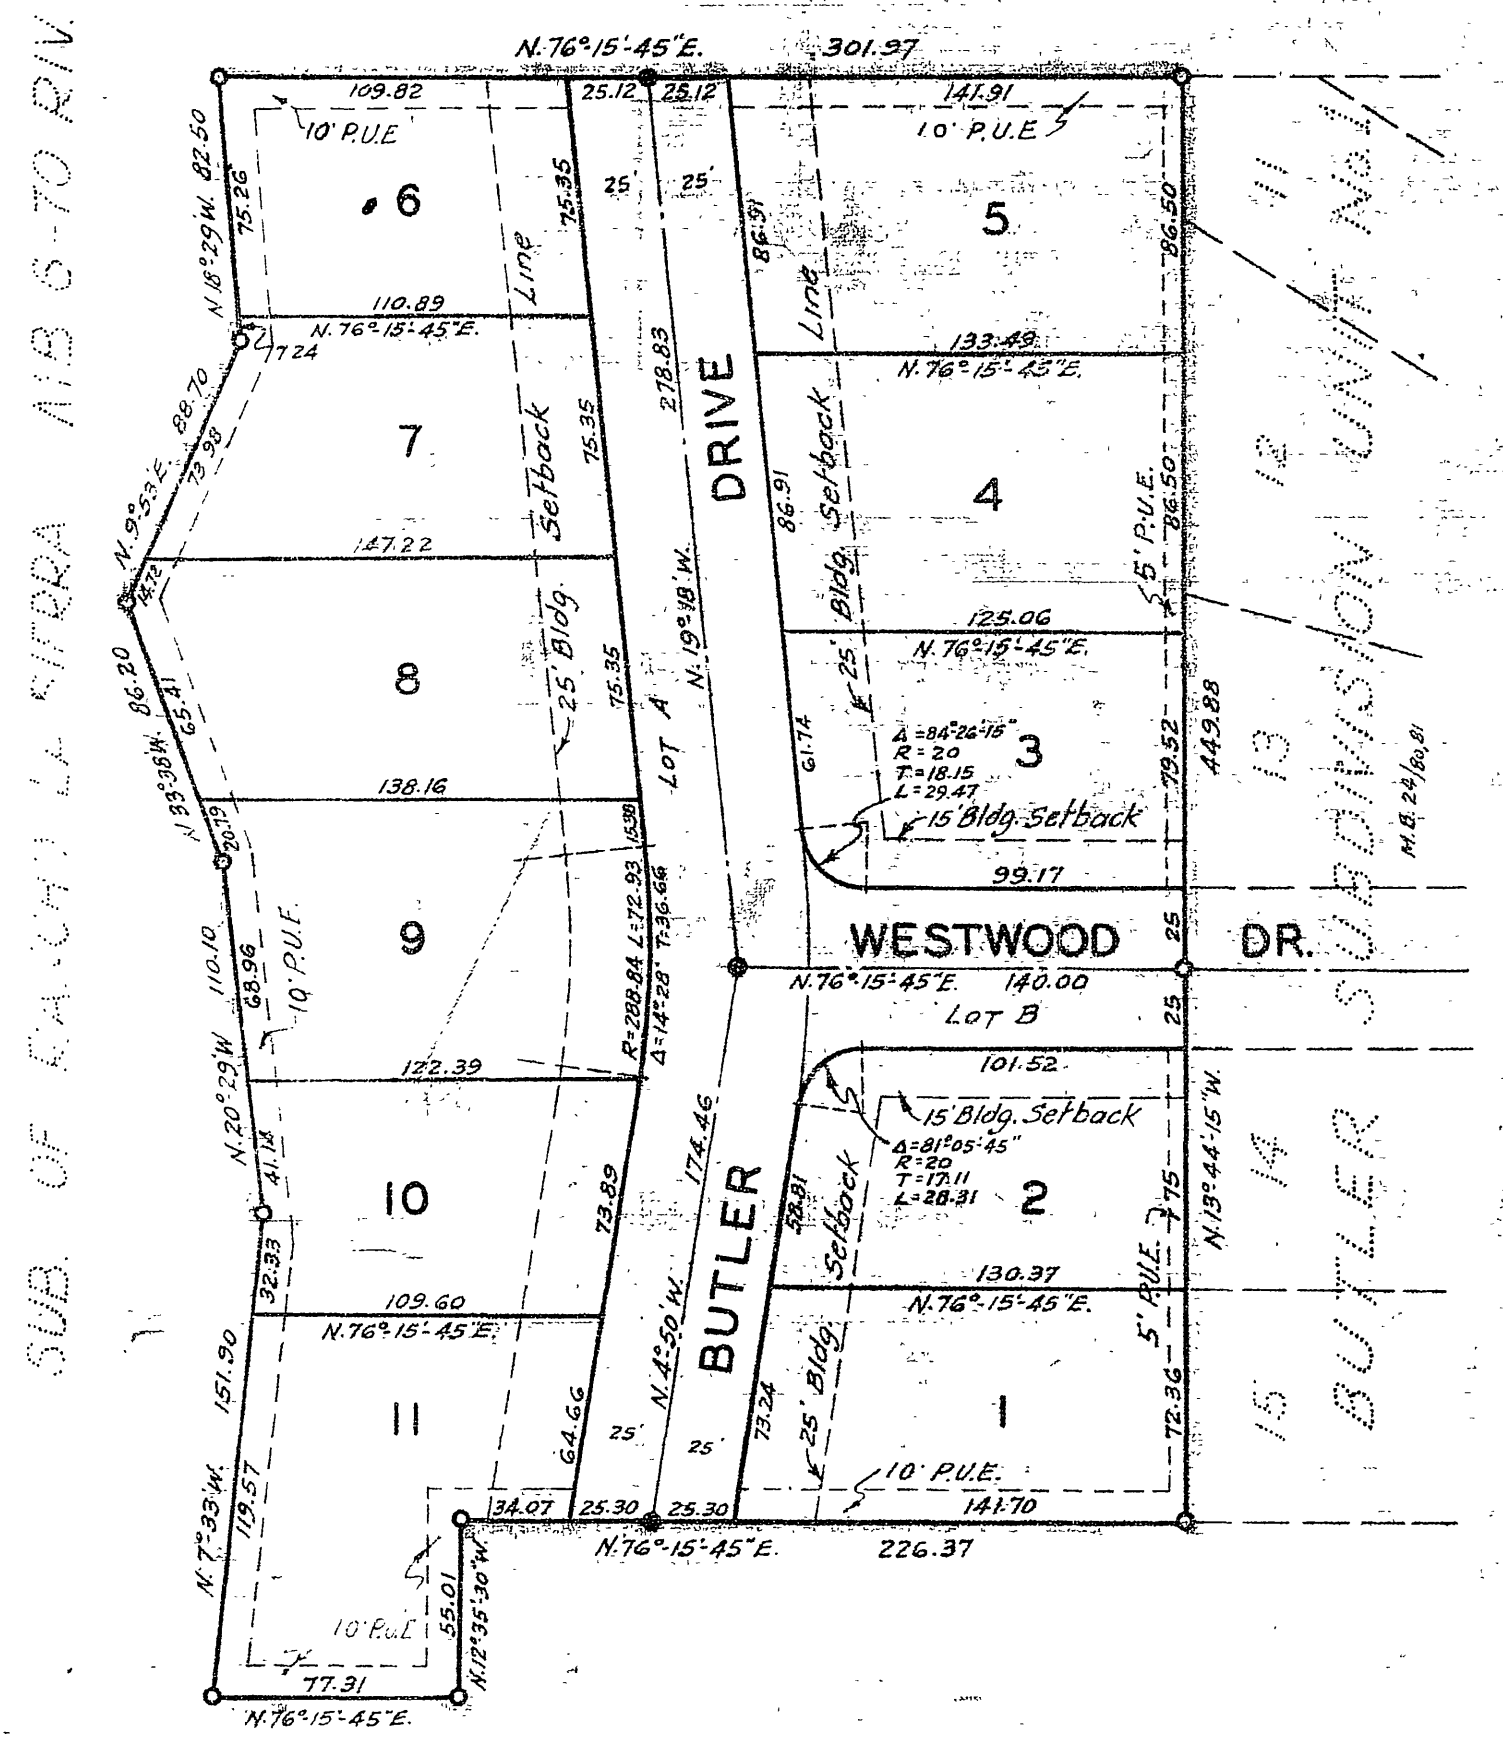 N. 76°-15'-45"E. 301.97
109.82 25.12 25.12 141.91
10' P.U.E
10' P.U.E
N 18°29'W. 82.50
75.26
6
75.35
25' 25'
86.91
5
86.50
11
Line
Line
110.89
N. 76°-15'-45"E.
7.24
133.49
N. 76°-15'-45"E.
278.83
DRIVE
N. 9°-53'E. 88.70
73.98
7
75.35
Setback
Setback
86.91
4
86.50
5' P.U.E.
12
147.22
14.72
N. 19°-18'W.
125.06
N. 76°-15'-45"E.
8
75.35
25' Bldg.
25' Bldg.
N 33°-38'W. 86.20
65.41
LOT A
61.74
Δ = 84°-26'-15"
R = 20
T = 18.15
L = 29.47
3
79.52
449.88
13
M.B. 24/80,81
138.16
15.38
20.79
15' Bldg. Setback
99.17
9
R=288.84 L=72.93
Δ=14°-28' T=36.66
110.10
68.96
10' P.U.E.
WESTWOOD DR.
25
N. 76°-15'-45"E. 140.00
LOT B
25
122.39
101.52
N. 20°-29'W
41.14
15' Bldg. Setback
Δ=81°05'45"
R=20
T=17.11
L=28.31
174.46
10
73.89
58.81
Setback
2
75
N. 13°44'-15"W.
14
32.33
109.60
N. 76°-15'-45"E.
130.37
N. 76°-15'-45"E.
5' P.U.E.
BUTLER
N. 4°-50'W.
151.90
11
64.66
25' 25'
73.24
25' Bldg.
1
72.36
15
10' P.U.E.
N. 7°-33'W.
119.57
34.07 25.30 25.30 141.70
N. 76°-15'-45"E. 226.37
55.01
N. 12°35'-30"W.
10' P.U.E
77.31
N. 76°-15'-45"E.
SUB. OF
BUTLER SUBDIVISION UNIT No. 1